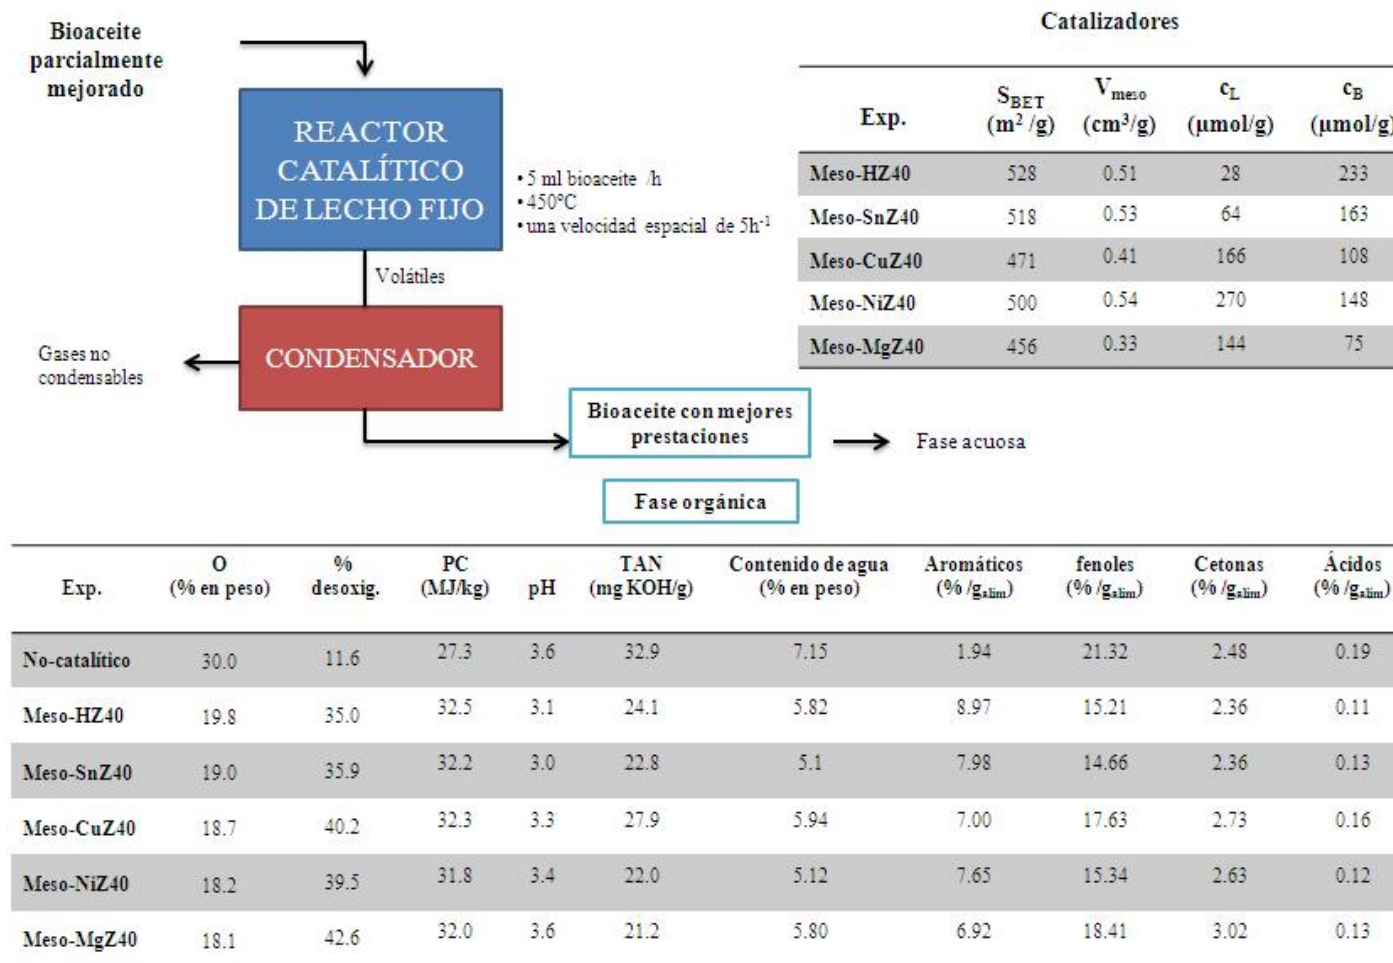 Bioaceite
parcialmente
mejorado
REACTOR
CATALÍTICO
DE LECHO FIJO
• 5 ml bioaceite /h
• 450ºC
• una velocidad espacial de 5h⁻¹
Volátiles
CONDENSADOR
Gases no
condensables
Bioaceite con mejores
prestaciones
Fase acuosa
Fase orgánica
Catalizadores
Exp. S_BET (m² /g) V_meso (cm³/g) c_L (µmol/g) c_B (µmol/g)
Meso-HZ40 528 0.51 28 233
Meso-SnZ40 518 0.53 64 163
Meso-CuZ40 471 0.41 166 108
Meso-NiZ40 500 0.54 270 148
Meso-MgZ40 456 0.33 144 75
Exp. O (% en peso) % desoxig. PC (MJ/kg) pH TAN (mg KOH/g) Contenido de agua (% en peso) Aromáticos (% /g_alim) fenoles (% /g_alim) Cetonas (% /g_alim) Ácidos (% /g_alim)
No-catalítico 30.0 11.6 27.3 3.6 32.9 7.15 1.94 21.32 2.48 0.19
Meso-HZ40 19.8 35.0 32.5 3.1 24.1 5.82 8.97 15.21 2.36 0.11
Meso-SnZ40 19.0 35.9 32.2 3.0 22.8 5.1 7.98 14.66 2.36 0.13
Meso-CuZ40 18.7 40.2 32.3 3.3 27.9 5.94 7.00 17.63 2.73 0.16
Meso-NiZ40 18.2 39.5 31.8 3.4 22.0 5.12 7.65 15.34 2.63 0.12
Meso-MgZ40 18.1 42.6 32.0 3.6 21.2 5.80 6.92 18.41 3.02 0.13